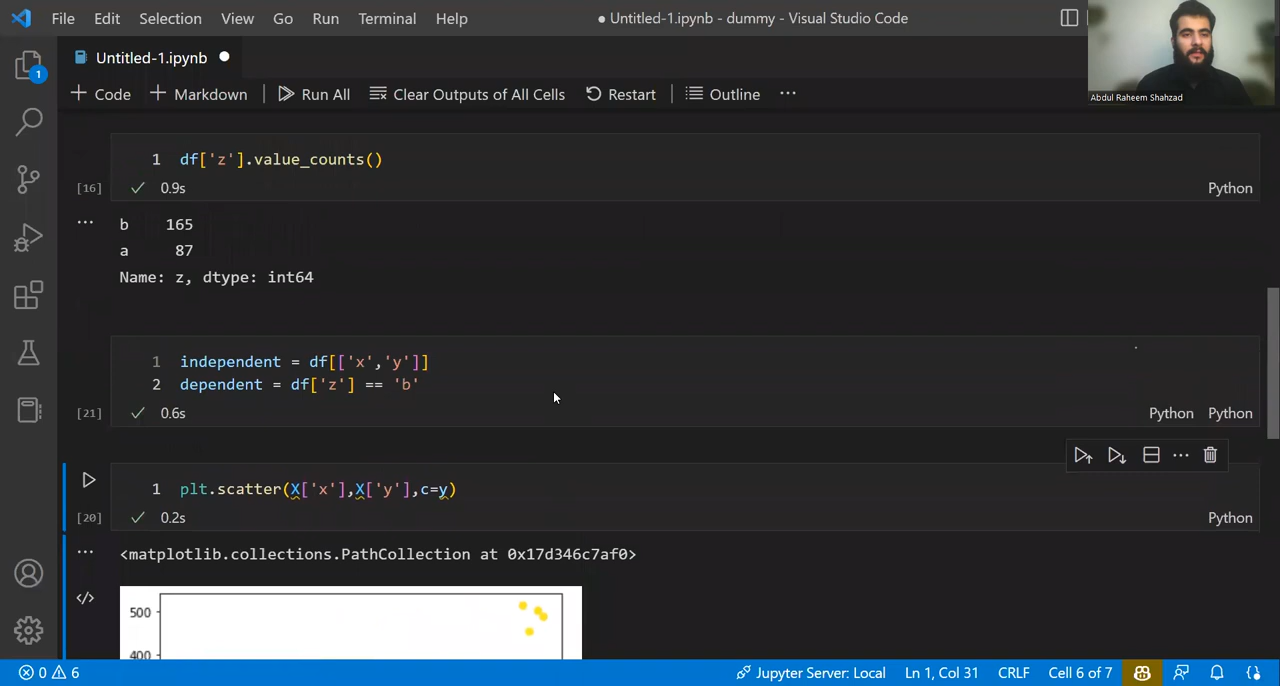 File Edit Selection View Go Run Terminal Help
● Untitled-1.ipynb - dummy - Visual Studio Code
Untitled-1.ipynb
Code Markdown Run All Clear Outputs of All Cells Restart Outline ...
Abdul Raheem Shahzad
1
1 df['z'].value_counts()
[16] 0.9s Python
b 165
a 87
Name: z, dtype: int64
1 independent = df[['x','y']]
2 dependent = df['z'] == 'b'
[21] 0.6s Python Python
1 plt.scatter(X['x'],X['y'],c=y)
[20] 0.2s Python
<matplotlib.collections.PathCollection at 0x17d346c7af0>
500
400
0 6 Jupyter Server: Local Ln 1, Col 31 CRLF Cell 6 of 7